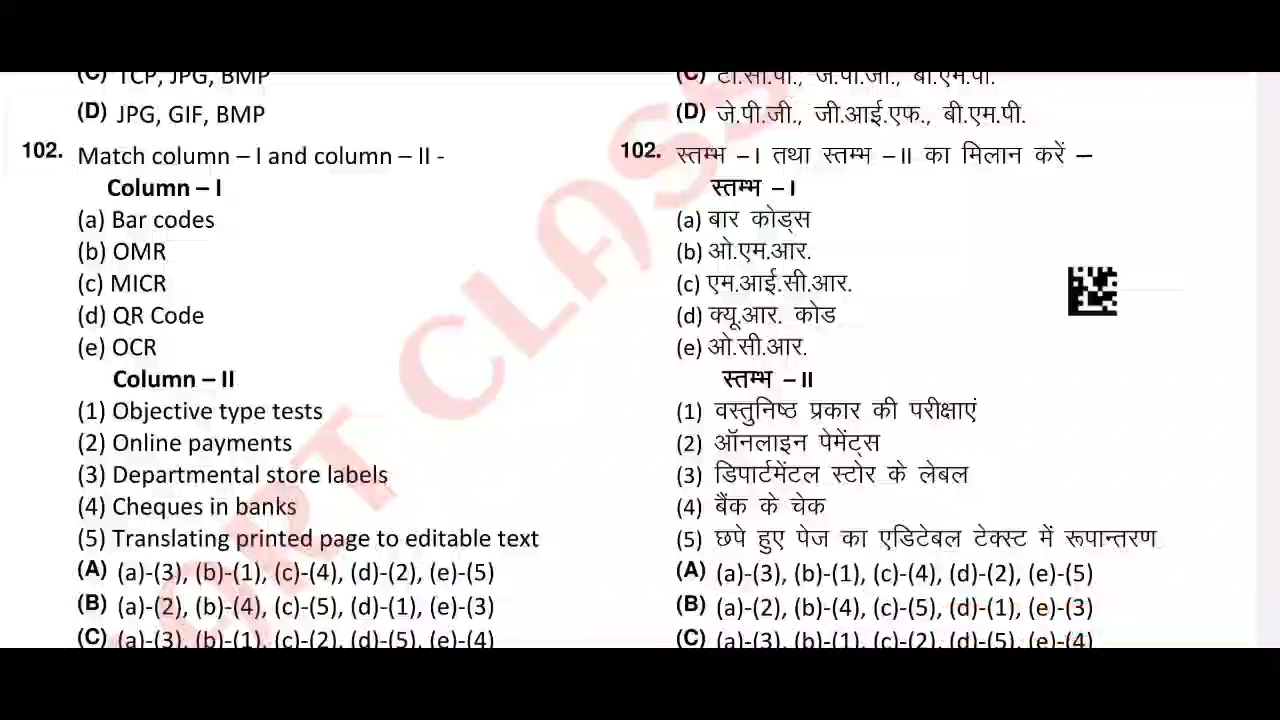 (C) TCP, JPG, BMP
(D) JPG, GIF, BMP
102. Match column – I and column – II -
Column – I
(a) Bar codes
(b) OMR
(c) MICR
(d) QR Code
(e) OCR
Column – II
(1) Objective type tests
(2) Online payments
(3) Departmental store labels
(4) Cheques in banks
(5) Translating printed page to editable text
(A) (a)-(3), (b)-(1), (c)-(4), (d)-(2), (e)-(5)
(B) (a)-(2), (b)-(4), (c)-(5), (d)-(1), (e)-(3)
(C) (a)-(3), (b)-(1), (c)-(2), (d)-(5), (e)-(4)
(C) टी.सी.पी., जे.पी.जी., बी.एम.पी.
(D) जे.पी.जी., जी.आई.एफ., बी.एम.पी.
102. स्तम्भ –I तथा स्तम्भ –II का मिलान करें –
स्तम्भ –I
(a) बार कोड्स
(b) ओ.एम.आर.
(c) एम.आई.सी.आर.
(d) क्यू.आर. कोड
(e) ओ.सी.आर.
स्तम्भ –II
(1) वस्तुनिष्ठ प्रकार की परीक्षाएं
(2) ऑनलाइन पेमेंट्स
(3) डिपार्टमेंटल स्टोर के लेबल
(4) बैंक के चेक
(5) छपे हुए पेज का एडिटेबल टेक्स्ट में रूपान्तरण
(A) (a)-(3), (b)-(1), (c)-(4), (d)-(2), (e)-(5)
(B) (a)-(2), (b)-(4), (c)-(5), (d)-(1), (e)-(3)
(C) (a)-(3), (b)-(1), (c)-(2), (d)-(5), (e)-(4)
CLASS